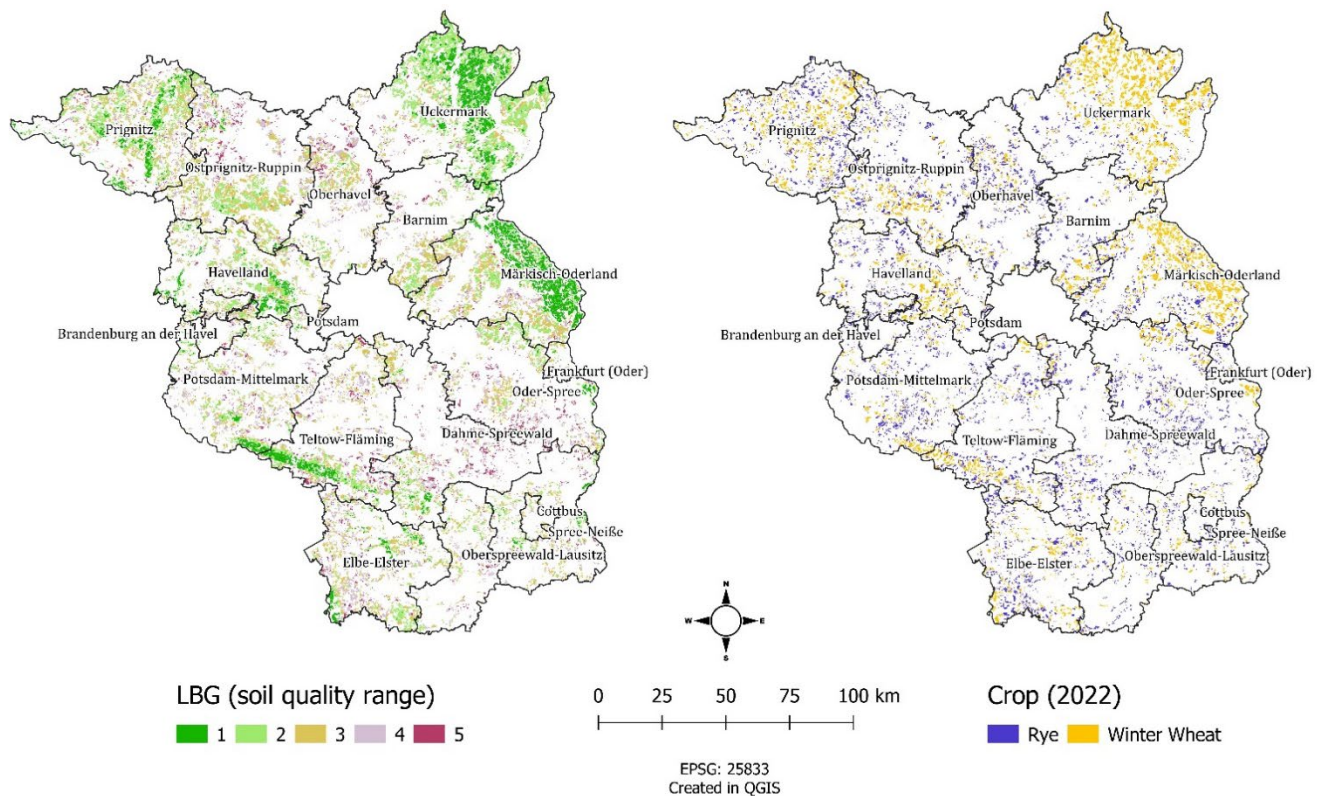 Uckermark
Prignitz
Ostprignitz-Ruppin
Oberhavel
Barnim
Märkisch-Oderland
Havelland
Potsdam
Brandenburg an der Havel
Frankfurt (Oder)
Potsdam-Mittelmark
Oder-Spree
Teltow-Fläming
Dahme-Spreewald
Cottbus
Spree-Neiße
Elbe-Elster
Oberspreewald-Lausitz
Uckermark
Prignitz
Ostprignitz-Ruppin
Oberhavel
Barnim
Märkisch-Oderland
Havelland
Potsdam
Brandenburg an der Havel
Frankfurt (Oder)
Potsdam-Mittelmark
Oder-Spree
Teltow-Fläming
Dahme-Spreewald
Cottbus
Spree-Neiße
Elbe-Elster
Oberspreewald-Lausitz
N
W E
S
LBG (soil quality range)
1 2 3 4 5
0 25 50 75 100 km
EPSG: 25833
Created in QGIS
Crop (2022)
Rye Winter Wheat